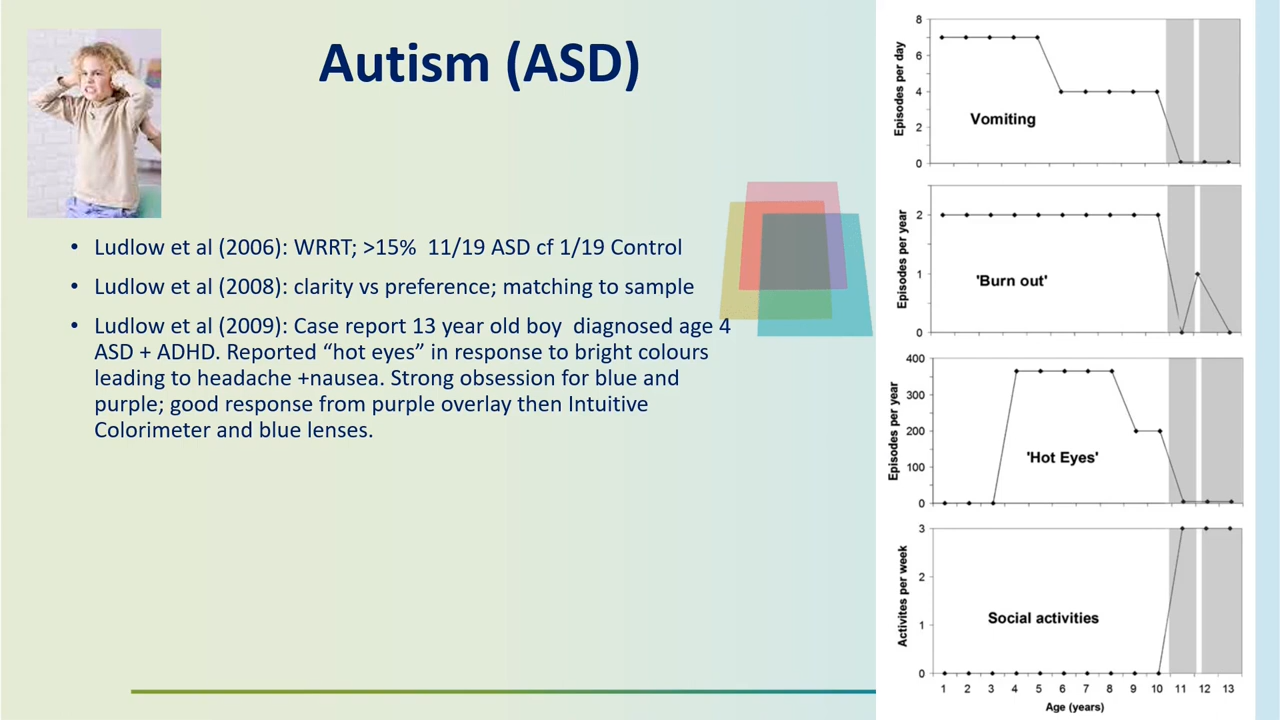 Autism (ASD)
• Ludlow et al (2006): WRRT; >15%  11/19 ASD cf 1/19 Control
• Ludlow et al (2008): clarity vs preference; matching to sample
• Ludlow et al (2009): Case report 13 year old boy  diagnosed age 4
ASD + ADHD. Reported “hot eyes” in response to bright colours
leading to headache +nausea. Strong obsession for blue and
purple; good response from purple overlay then Intuitive
Colorimeter and blue lenses.
Episodes per day
8
6
4
2
0
Vomiting
Episodes per year
2
1
0
'Burn out'
Episodes per year
400
300
200
100
0
'Hot Eyes'
Activites per week
3
2
1
0
Social activities
1 2 3 4 5 6 7 8 9 10 11 12 13
Age (years)